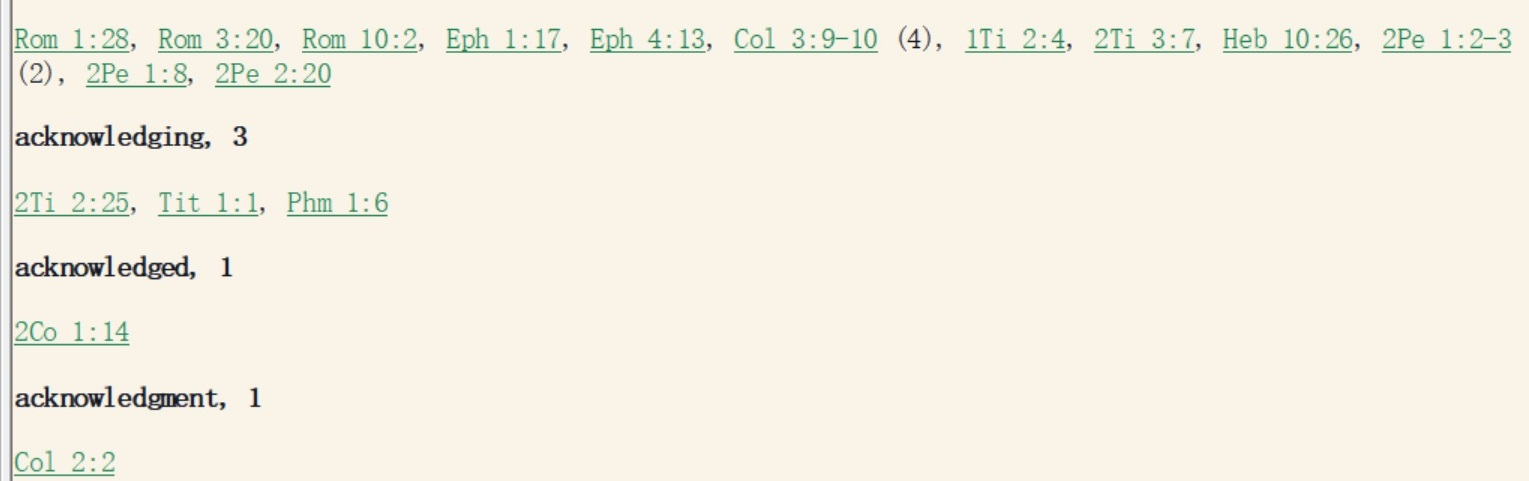 Rom 1:28, Rom 3:20, Rom 10:2, Eph 1:17, Eph 4:13, Col 3:9-10 (4), 1Ti 2:4, 2Ti 3:7, Heb 10:26, 2Pe 1:2-3
(2), 2Pe 1:8, 2Pe 2:20
acknowledging, 3
2Ti 2:25, Tit 1:1, Phm 1:6
acknowledged, 1
2Co 1:14
acknowledgment, 1
Col 2:2